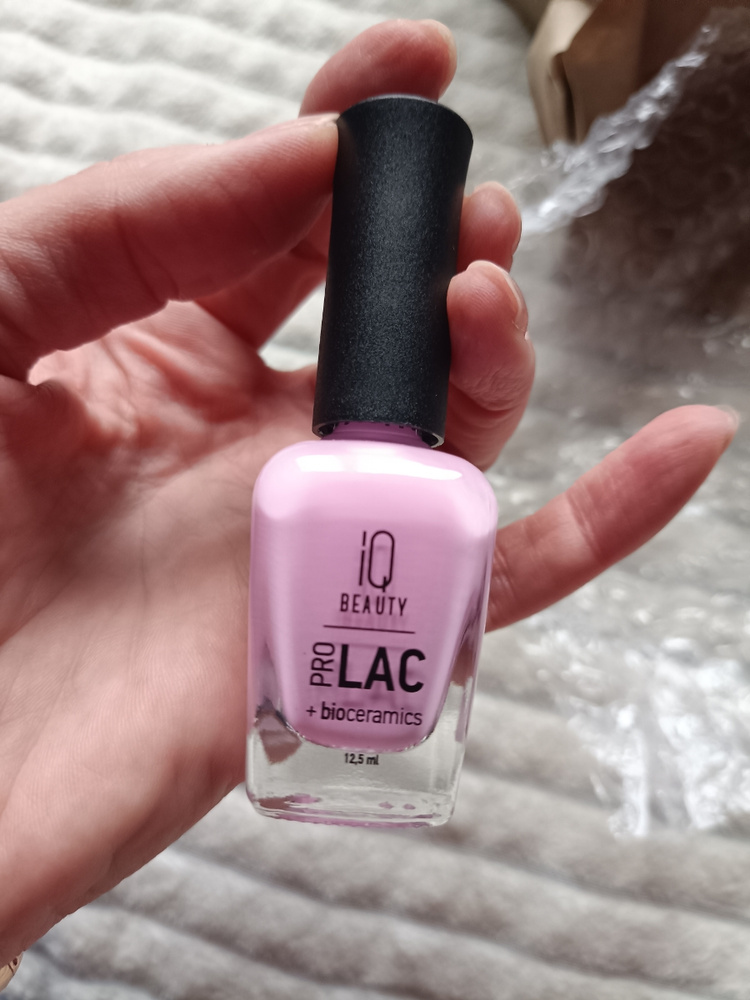 iQ
BEAUTY
PRO LAC
+ bioceramics
12,5 ml